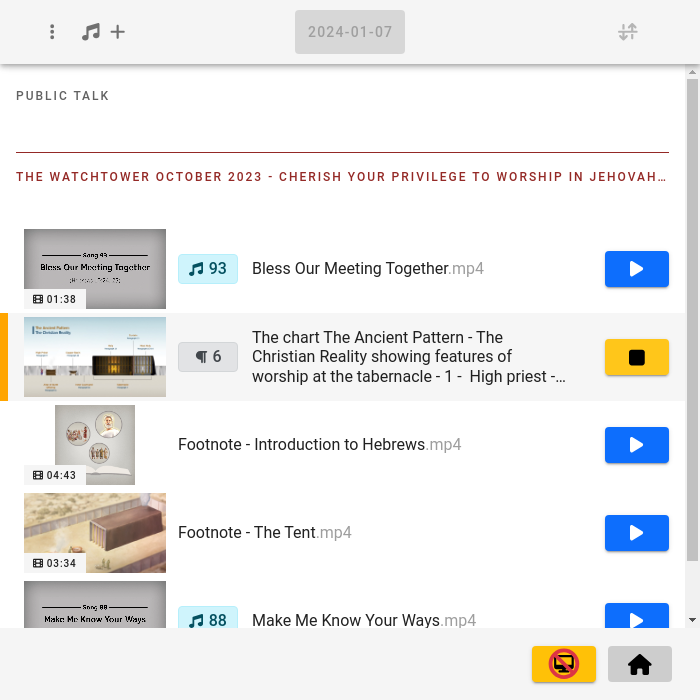 2024-01-07
PUBLIC TALK
THE WATCHTOWER OCTOBER 2023 - CHERISH YOUR PRIVILEGE TO WORSHIP IN JEHOVAH…
Song 93
Bless Our Meeting Together
01:38
93
Bless Our Meeting Together.mp4
The Ancient Pattern
The Christian Reality
¶ 6
The chart The Ancient Pattern - The
Christian Reality showing features of
worship at the tabernacle - 1 - High priest -…
04:43
Footnote - Introduction to Hebrews.mp4
03:34
Footnote - The Tent.mp4
Song 88
Make Me Know Your Ways
88
Make Me Know Your Ways.mp4